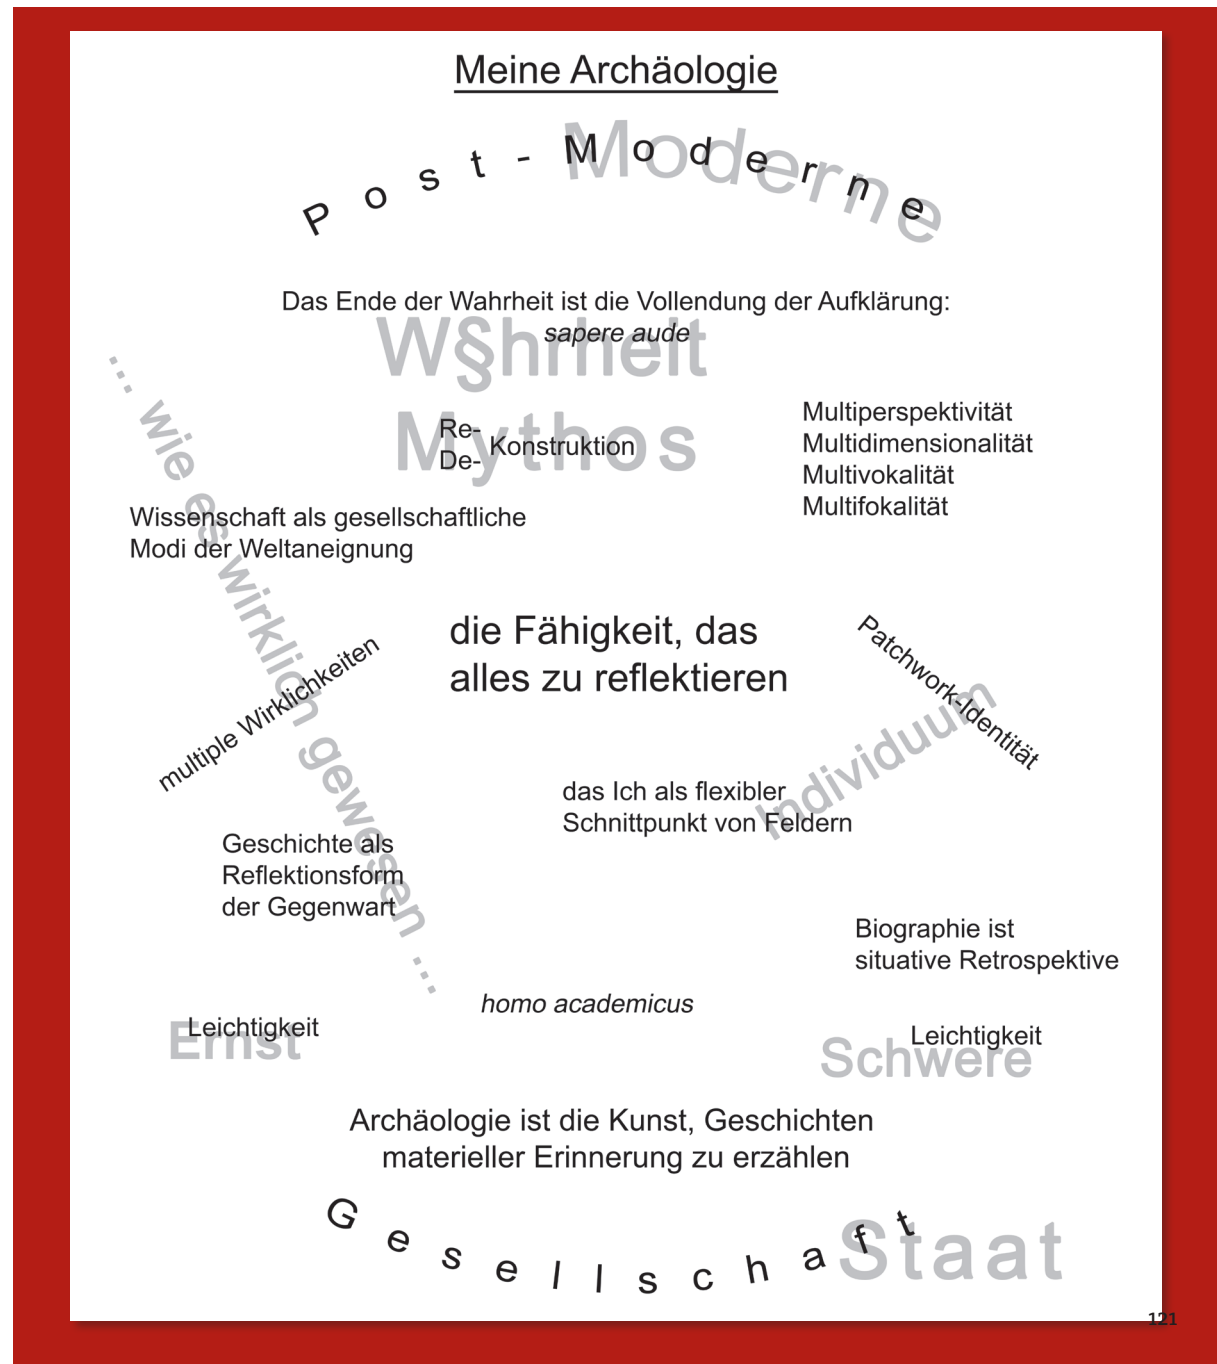 Meine Archäologie
Post-Moderne
Moderne
Das Ende der Wahrheit ist die Vollendung der Aufklärung:
sapere aude
W§hrheit
... wie es wirklich gewesen ...
Mythos
Re-
De-
Konstruktion
Multiperspektivität
Multidimensionalität
Multivokalität
Multifokalität
Wissenschaft als gesellschaftliche
Modi der Weltaneignung
die Fähigkeit, das
alles zu reflektieren
multiple Wirklichkeiten
Patchwork-Identität
Individuum
das Ich als flexibler
Schnittpunkt von Feldern
Geschichte als
Reflektionsform
der Gegenwart
Biographie ist
situative Retrospektive
homo academicus
Leichtigkeit
Ernst
Leichtigkeit
Schwere
Archäologie ist die Kunst, Geschichten
materieller Erinnerung zu erzählen
Gesellschaft
Staat
121